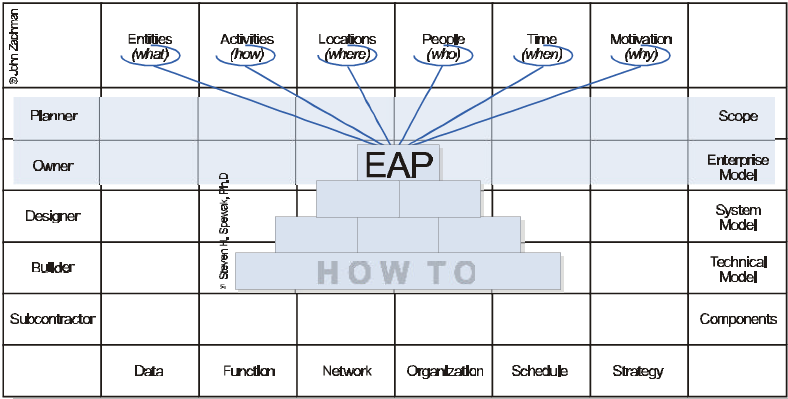 © John Zachman
Entities Activities Locations People Time Motivation
(what) (how) (where) (who) (when) (why)
Planner Scope
Owner EAP Enterprise
Model
© Steven H. Spewak, Ph.D
Designer System
Model
Builder HOW TO Technical
Model
Subcontractor Components
Data Function Network Organization Schedule Strategy